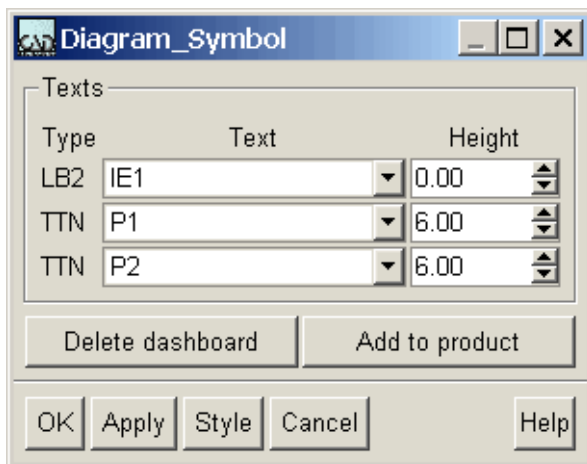 Diagram_Symbol
Texts
Type Text Height
LB2 IE1 0.00
TTN P1 6.00
TTN P2 6.00
Delete dashboard Add to product
OK Apply Style Cancel Help